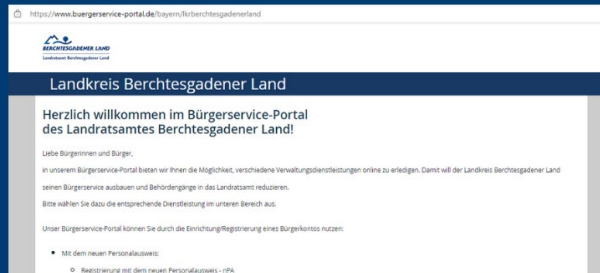 https://www.buergerservice-portal.de/bayern/lkrberchtesgadenerland
BERCHTESGADENER LAND
Landratsamt Berchtesgadener Land
Landkreis Berchtesgadener Land
Herzlich willkommen im Bürgerservice-Portal
des Landratsamtes Berchtesgadener Land!
Liebe Bürgerinnen und Bürger,
in unserem Bürgerservice-Portal bieten wir Ihnen die Möglichkeit, verschiedene Verwaltungsdienstleistungen online zu erledigen. Damit will der Landkreis Berchtesgadener Land
seinen Bürgerservice ausbauen und Behördengänge in das Landratsamt reduzieren.
Bitte wählen Sie dazu die entsprechende Dienstleistung im unteren Bereich aus.
Unser Bürgerservice-Portal können Sie durch die Einrichtung/Registrierung eines Bürgerkontos nutzen:
• Mit dem neuen Personalausweis:
○ Registrierung mit dem neuen Personalausweis - nPA